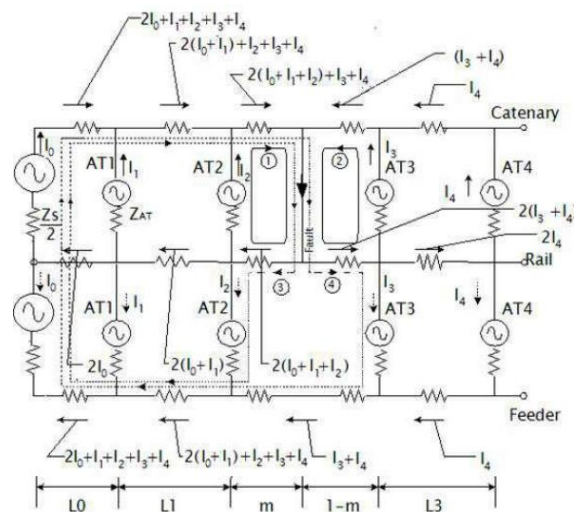 2I₀+I₁+I₂+I₃+I₄
2(I₀+I₁)+I₂+I₃+I₄
2(I₀+I₁+I₂)+I₃+I₄
(I₃+I₄)
I₄
Catenary
I₀
AT1
I₁
AT2
I₂
①
②
I₃
AT3
I₄
AT4
Zs
2
Z_AT
Fault
I₄
2(I₃+I₄)
2I₄
Rail
I₀
AT1
I₁
AT2
I₂
③
④
I₃
AT3
I₄
AT4
2I₀
2(I₀+I₁)
2(I₀+I₁+I₂)
Feeder
2I₀+I₁+I₂+I₃+I₄
2(I₀+I₁)+I₂+I₃+I₄
I₃+I₄
I₄
L0
L1
m
1-m
L3